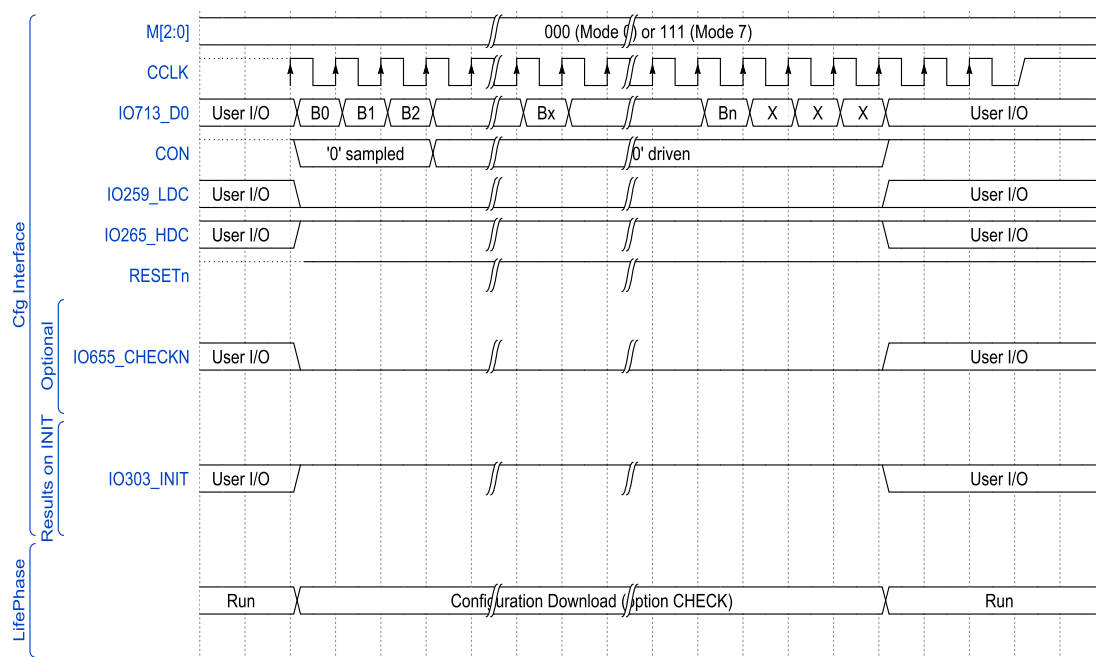 M[2:0]
000 (Mode 0) or 111 (Mode 7)
CCLK
IO713_D0
User I/O
B0
B1
B2
Bx
Bn
X
X
X
User I/O
CON
'0' sampled
0' driven
IO259_LDC
User I/O
User I/O
IO265_HDC
User I/O
User I/O
RESETn
Cfg Interface
Optional
IO655_CHECKN
User I/O
User I/O
Results on INIT
IO303_INIT
User I/O
User I/O
LifePhase
Run
Configuration Download (option CHECK)
Run